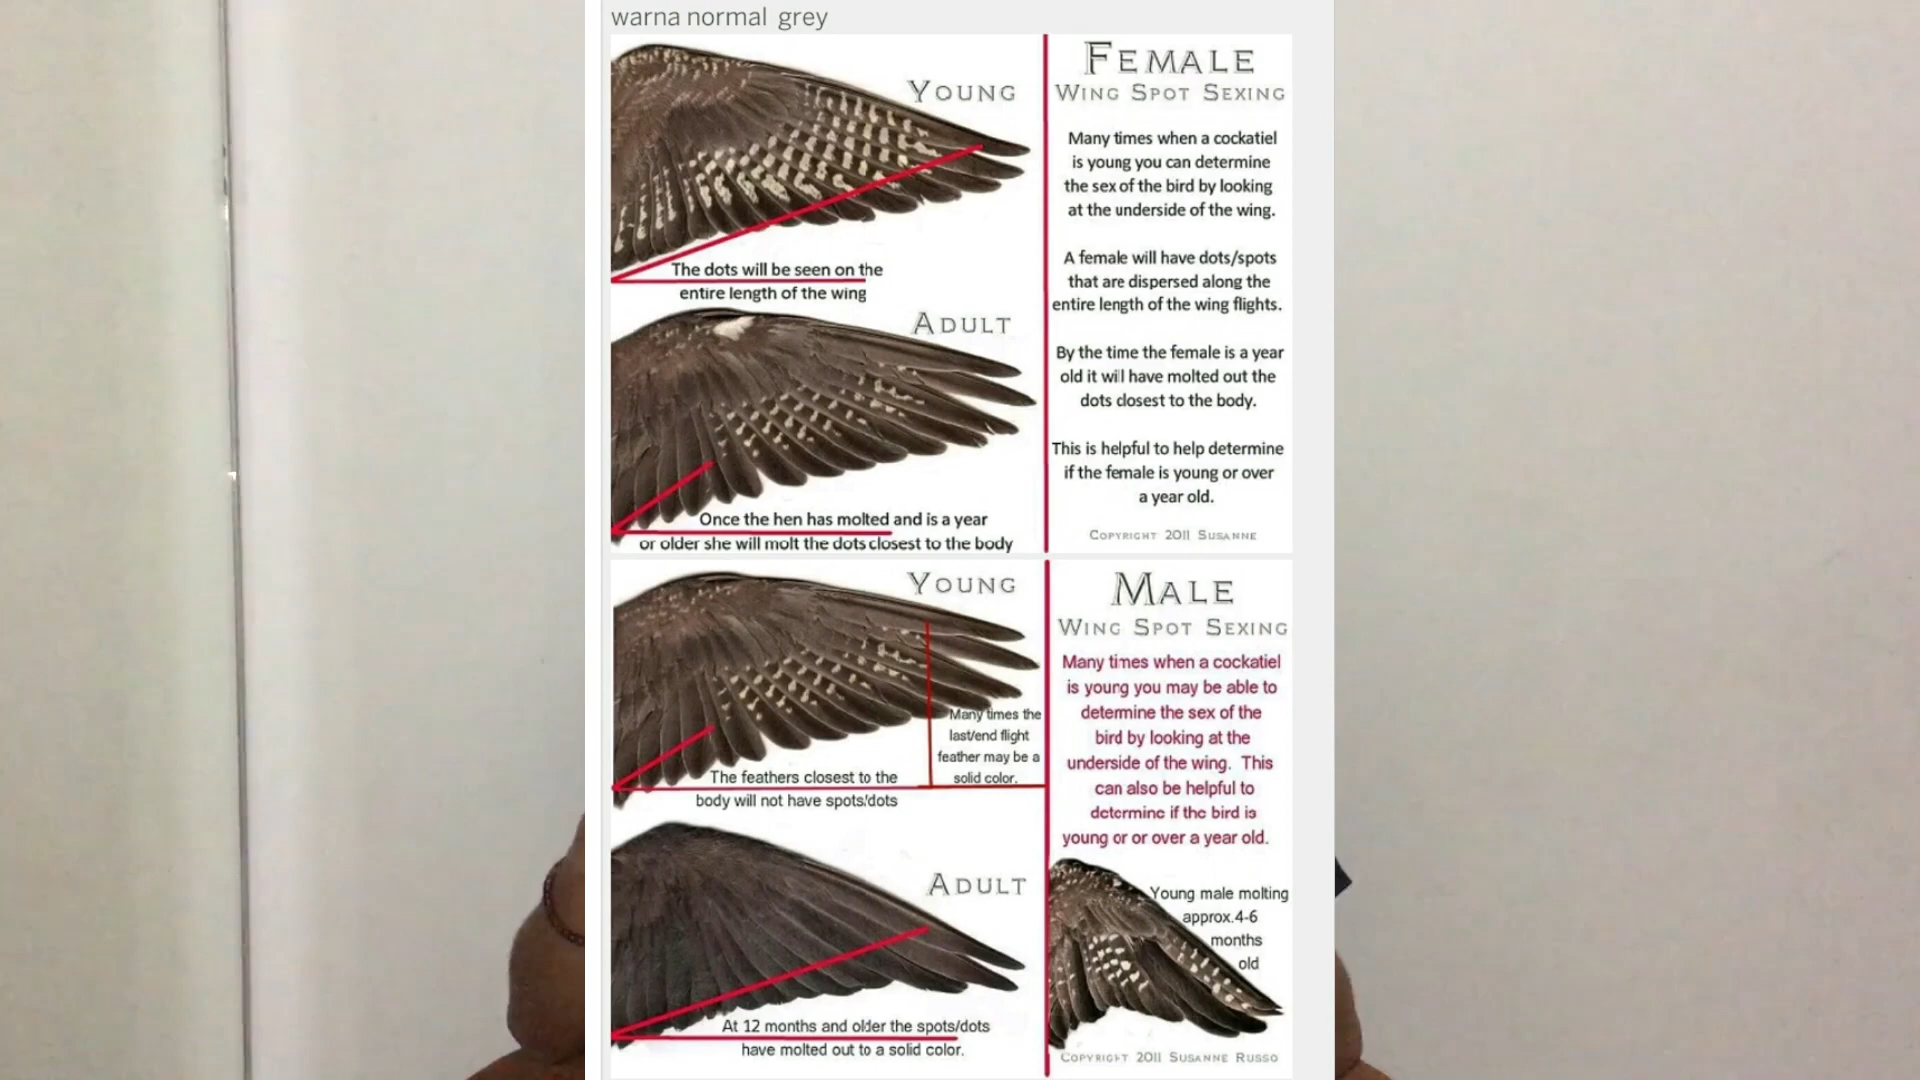 warna normal grey
YOUNG
The dots will be seen on the
entire length of the wing
ADULT
Once the hen has molted and is a year
or older she will molt the dots closest to the body
FEMALE
WING SPOT SEXING
Many times when a cockatiel
is young you can determine
the sex of the bird by looking
at the underside of the wing.
A female will have dots/spots
that are dispersed along the
entire length of the wing flights.
By the time the female is a year
old it will have molted out the
dots closest to the body.
This is helpful to help determine
if the female is young or over
a year old.
COPYRIGHT 2011 SUSANNE
YOUNG
Many times the
last/end flight
feather may be a
solid color.
The feathers closest to the
body will not have spots/dots
ADULT
At 12 months and older the spots/dots
have molted out to a solid color.
MALE
WING SPOT SEXING
Many times when a cockatiel
is young you may be able to
determine the sex of the
bird by looking at the
underside of the wing. This
can also be helpful to
determine if the bird is
young or or over a year old.
Young male molting
approx.4-6
months
old
COPYRIGHT 2011 SUSANNE RUSSO